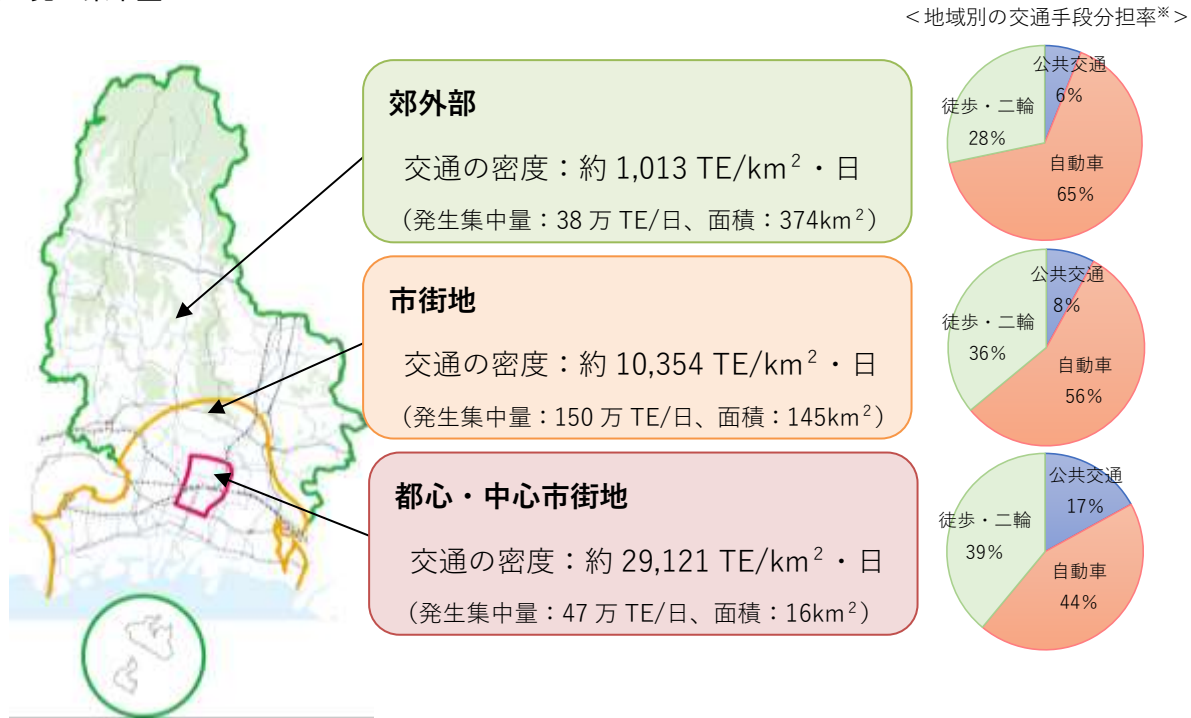 ＜地域別の交通手段分担率※＞
郊外部
交通の密度：約 1,013 TE/km²・日
（発生集中量：38 万 TE/日、面積：374km²）
公共交通
6%
徒歩・二輪
28%
自動車
65%
市街地
交通の密度：約 10,354 TE/km²・日
（発生集中量：150 万 TE/日、面積：145km²）
公共交通
8%
徒歩・二輪
36%
自動車
56%
都心・中心市街地
交通の密度：約 29,121 TE/km²・日
（発生集中量：47 万 TE/日、面積：16km²）
公共交通
17%
徒歩・二輪
39%
自動車
44%